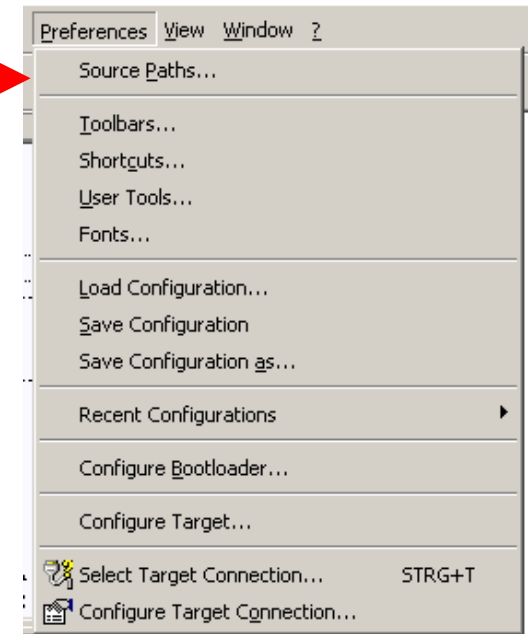 Preferences View Window ?
Source Paths...
Toolbars...
Shortcuts...
User Tools...
Fonts...
Load Configuration...
Save Configuration
Save Configuration as...
Recent Configurations
Configure Bootloader...
Configure Target...
Select Target Connection... STRG+T
Configure Target Connection...